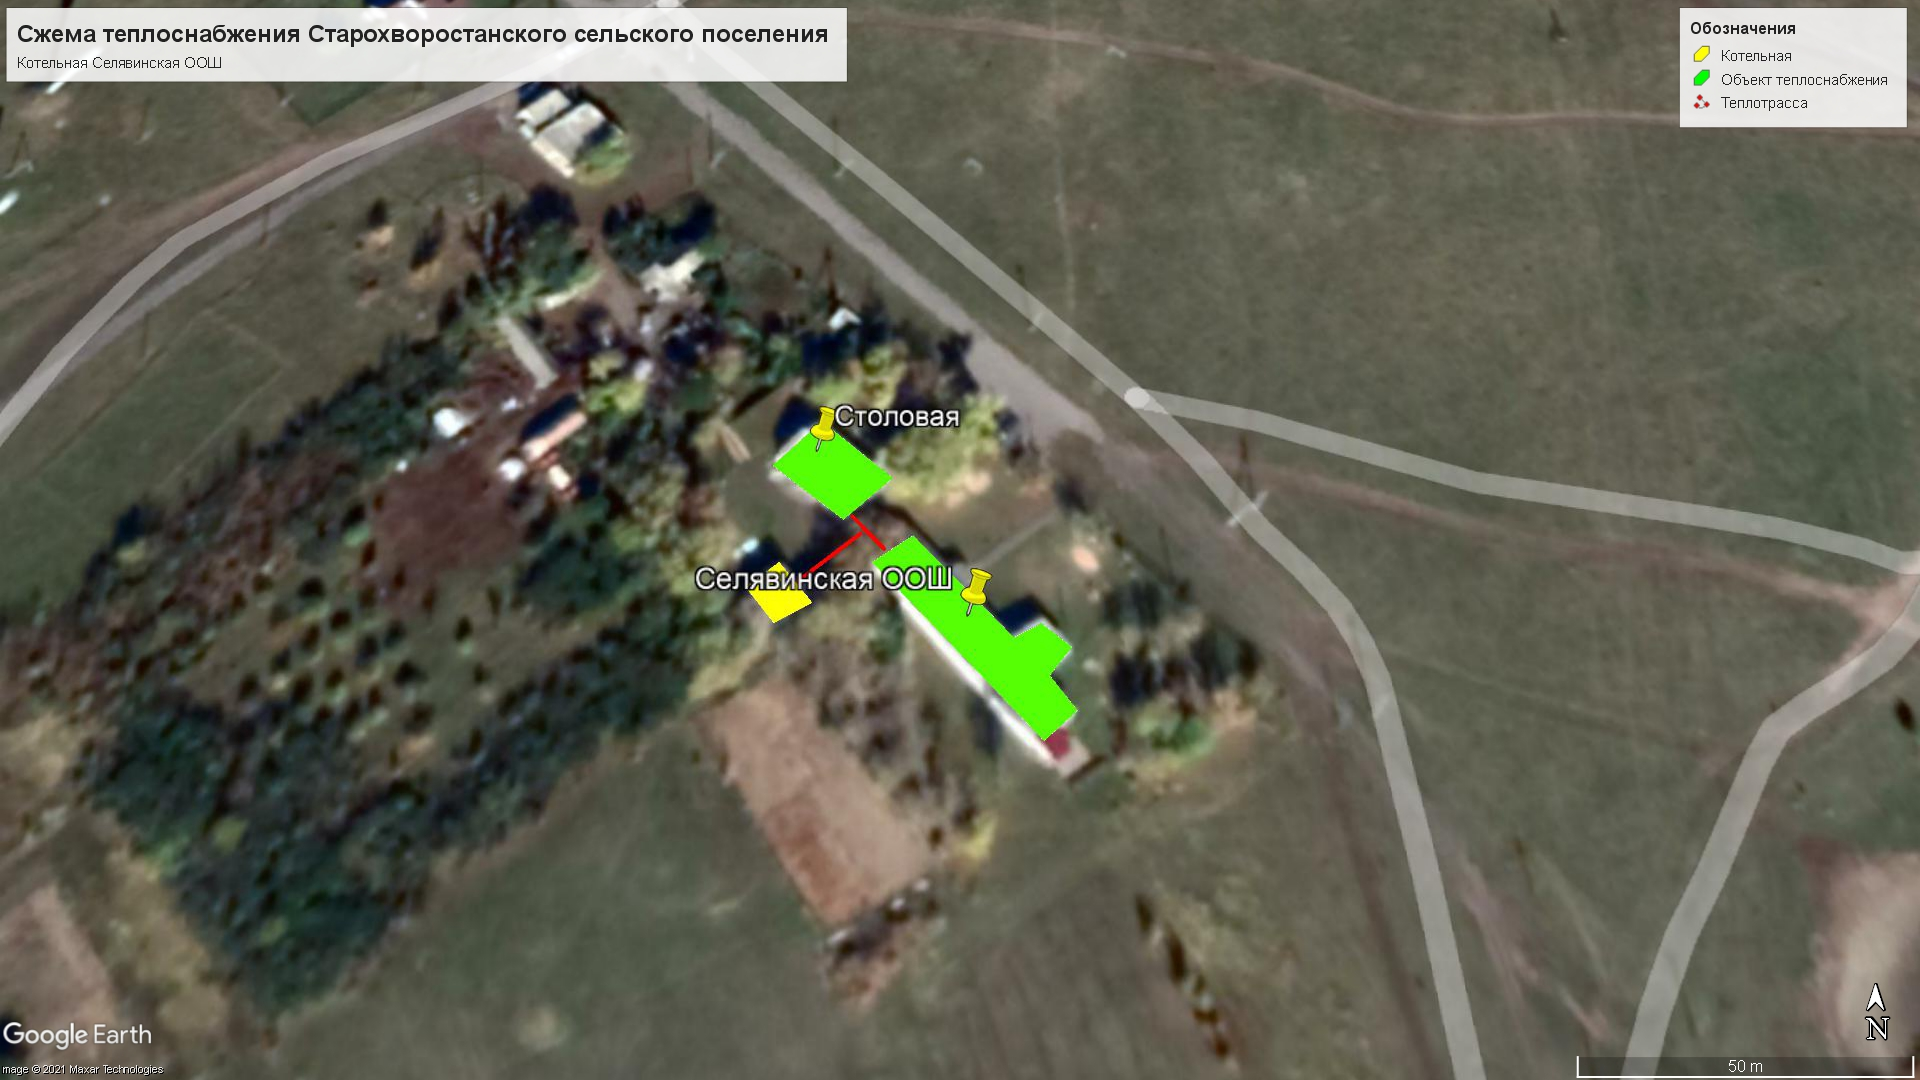 Сжема теплоснабжения Старохворостанского сельского поселения
Котельная Селявинская ООШ
Обозначения
Котельная
Объект теплоснабжения
Теплотрасса
Столовая
Селявинская ООШ
Google Earth
mage © 2021 Maxar Technologies
N
50 m